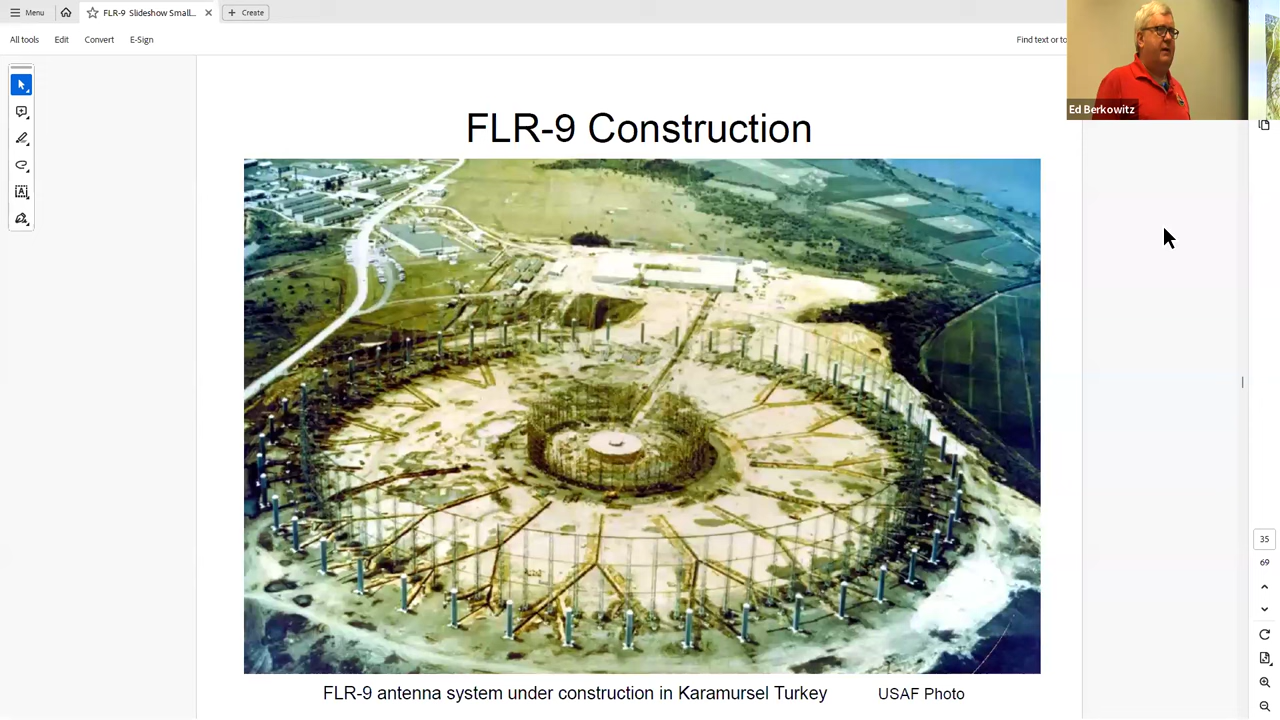 Menu
FLR-9 Slideshow Small...
Create
All tools
Edit
Convert
E-Sign
Find text or to
Ed Berkowitz
FLR-9 Construction
35
69
FLR-9 antenna system under construction in Karamursel Turkey
USAF Photo